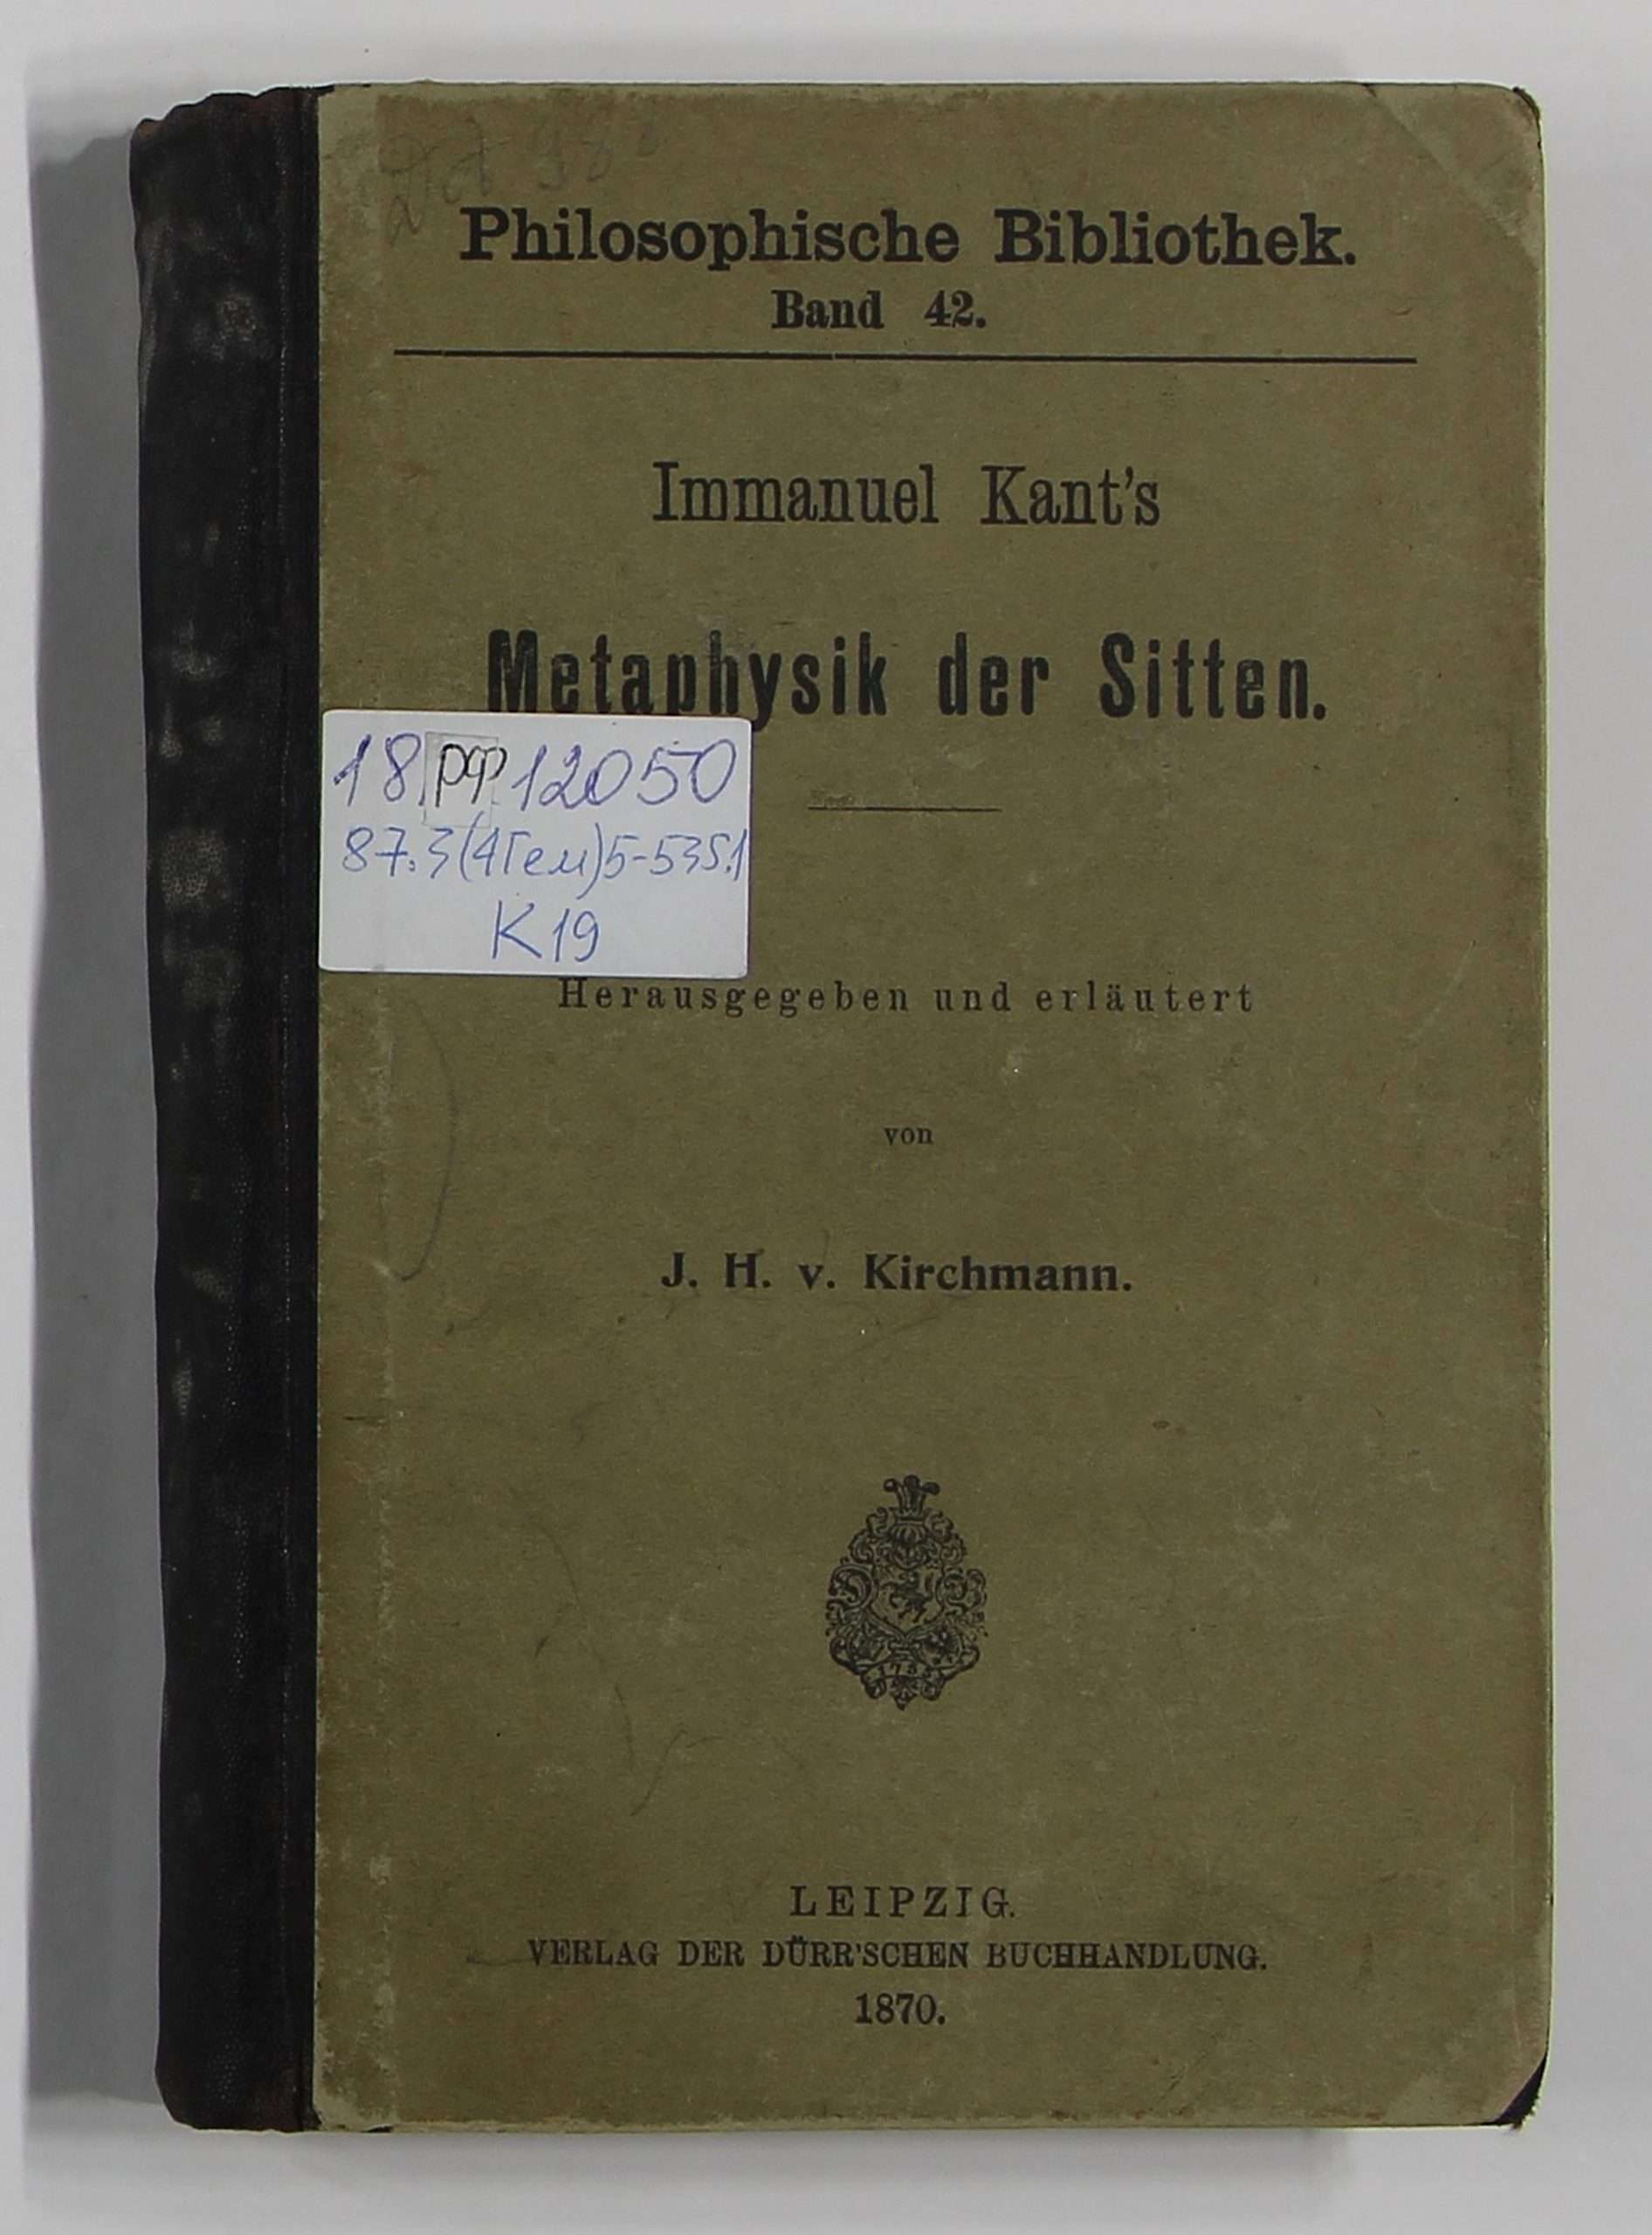 Philosophische Bibliothek.
Band 42.
Immanuel Kant's
Metaphysik der Sitten.
18 рф 12050
87.3(4Гем)5-535.1
К19
Herausgegeben und erläutert
von
J. H. v. Kirchmann.
LEIPZIG.
VERLAG DER DÜRR'SCHEN BUCHHANDLUNG.
1870.